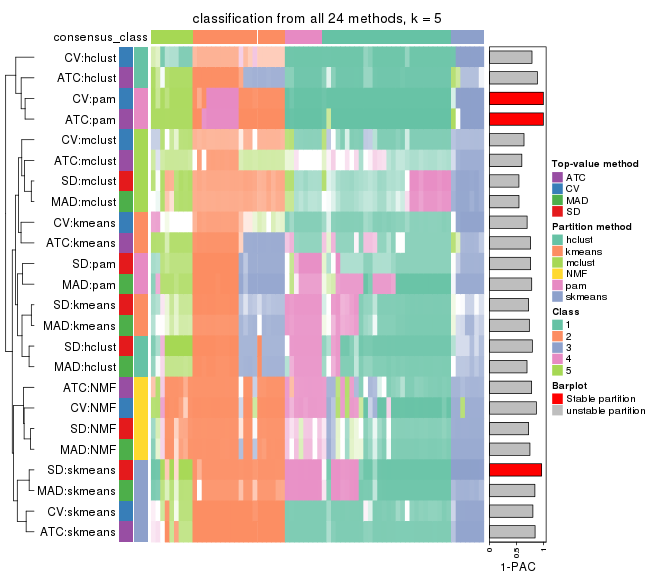 classification from all 24 methods, k = 5
consensus_class
CV:hclust
ATC:hclust
CV:pam
ATC:pam
CV:mclust
ATC:mclust
SD:mclust
MAD:mclust
CV:kmeans
ATC:kmeans
SD:pam
MAD:pam
SD:kmeans
MAD:kmeans
SD:hclust
MAD:hclust
ATC:NMF
CV:NMF
SD:NMF
MAD:NMF
SD:skmeans
MAD:skmeans
CV:skmeans
ATC:skmeans
0
0.5
1
1-PAC
Top-value method
ATC
CV
MAD
SD
Partition method
hclust
kmeans
mclust
NMF
pam
skmeans
Class
1
2
3
4
5
Barplot
Stable partition
unstable partition